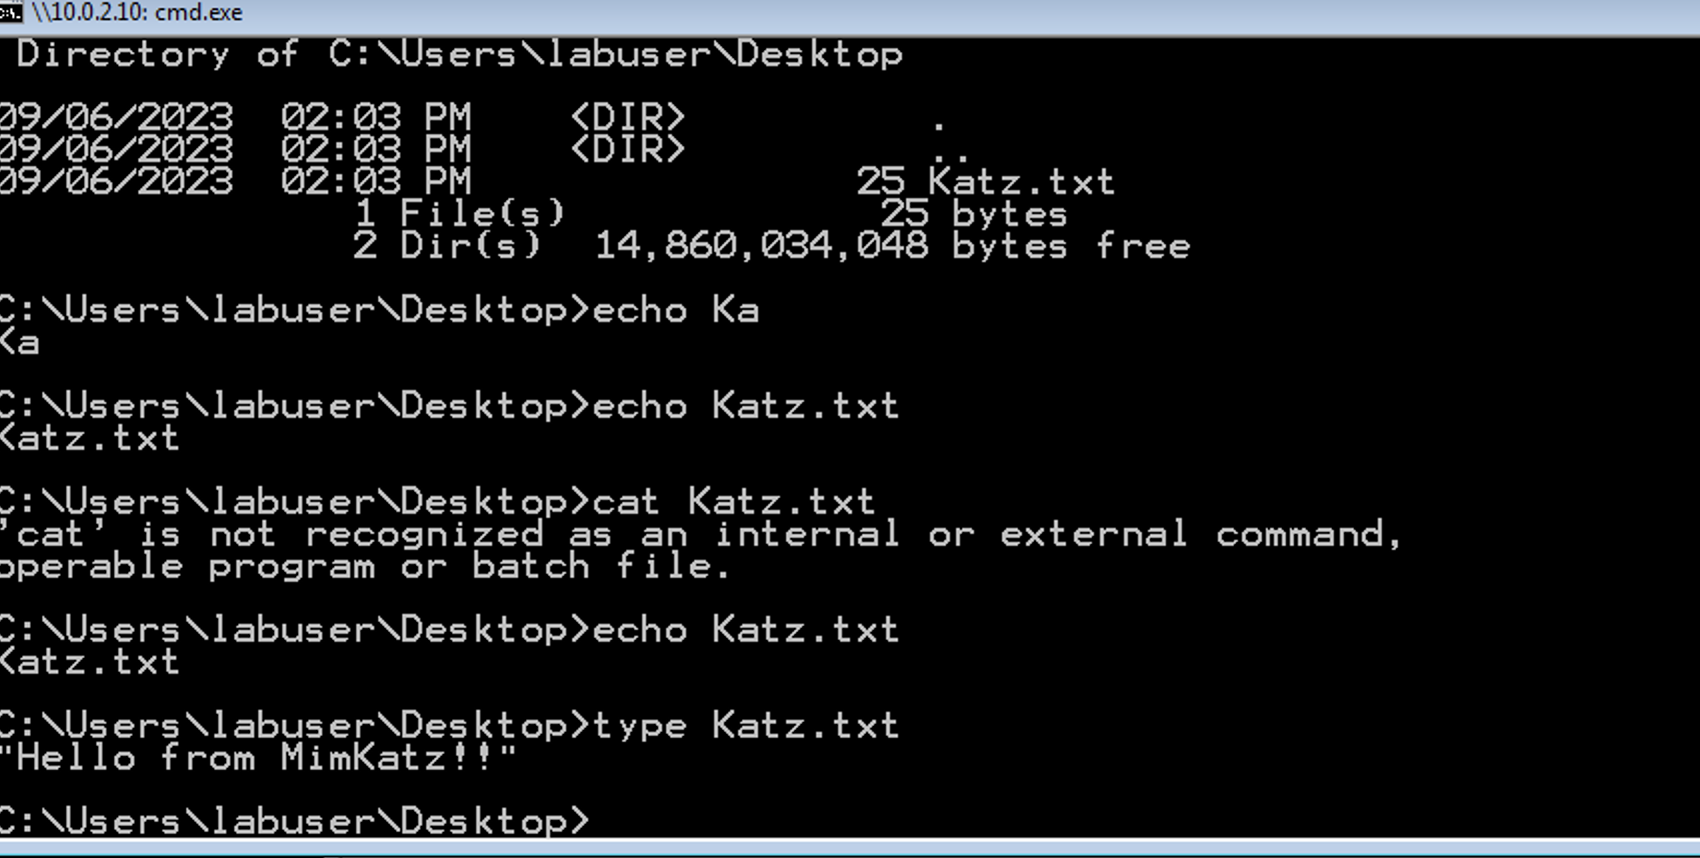 \\10.0.2.10: cmd.exe
Directory of C:\Users\labuser\Desktop
09/06/2023  02:03 PM    <DIR>          .
09/06/2023  02:03 PM    <DIR>          ..
09/06/2023  02:03 PM                25 Katz.txt
1 File(s)             25 bytes
2 Dir(s)  14,860,034,048 bytes free
C:\Users\labuser\Desktop>echo Ka
Ka
C:\Users\labuser\Desktop>echo Katz.txt
Katz.txt
C:\Users\labuser\Desktop>cat Katz.txt
'cat' is not recognized as an internal or external command,
operable program or batch file.
C:\Users\labuser\Desktop>echo Katz.txt
Katz.txt
C:\Users\labuser\Desktop>type Katz.txt
"Hello from MimKatz!!"
C:\Users\labuser\Desktop>